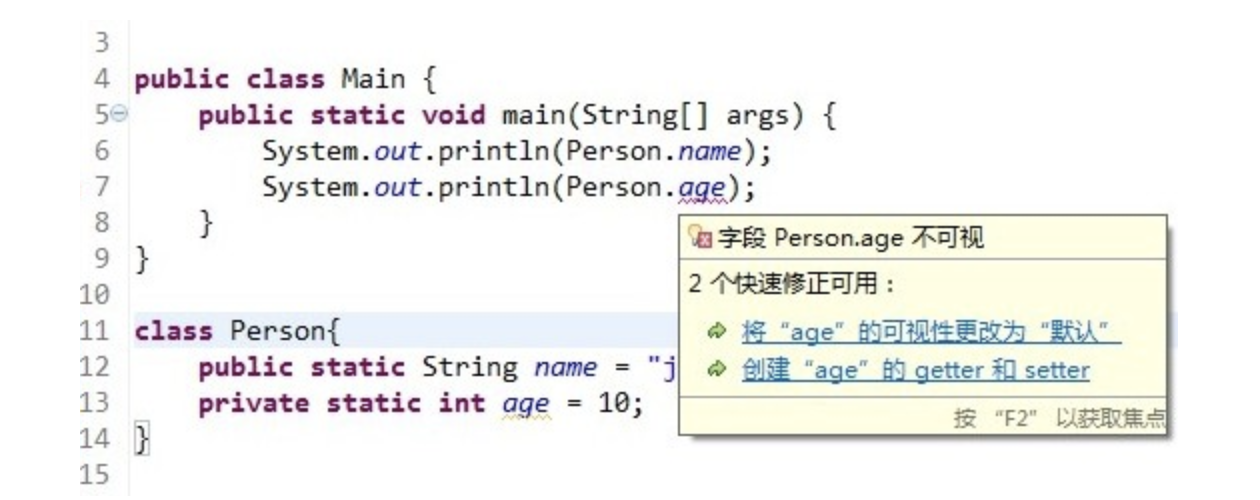 3
4 public class Main {
5 public static void main(String[] args) {
6 System.out.println(Person.name);
7 System.out.println(Person.age);
8 }
9 }
10
11 class Person{
12 public static String name = "j
13 private static int age = 10;
14 }
15
字段 Person.age 不可视
2 个快速修正可用：
将“age”的可视性更改为“默认”
创建“age”的 getter 和 setter
按 “F2” 以获取焦点